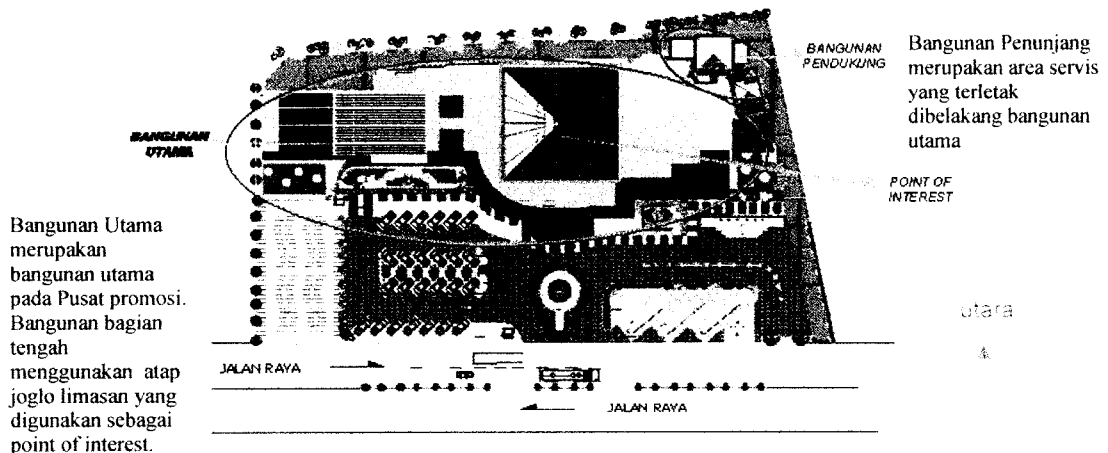 BANGUNAN
PENDUKUNG
Bangunan Penunjang
merupakan area servis
yang terletak
dibelakang bangunan
utama
BANGUNAN
UTAMA
POINT OF
INTEREST
Bangunan Utama
merupakan
bangunan utama
pada Pusat promosi.
Bangunan bagian
tengah
menggunakan atap
joglo limasan yang
digunakan sebagai
point of interest.
utara
JALAN RAYA
JALAN RAYA